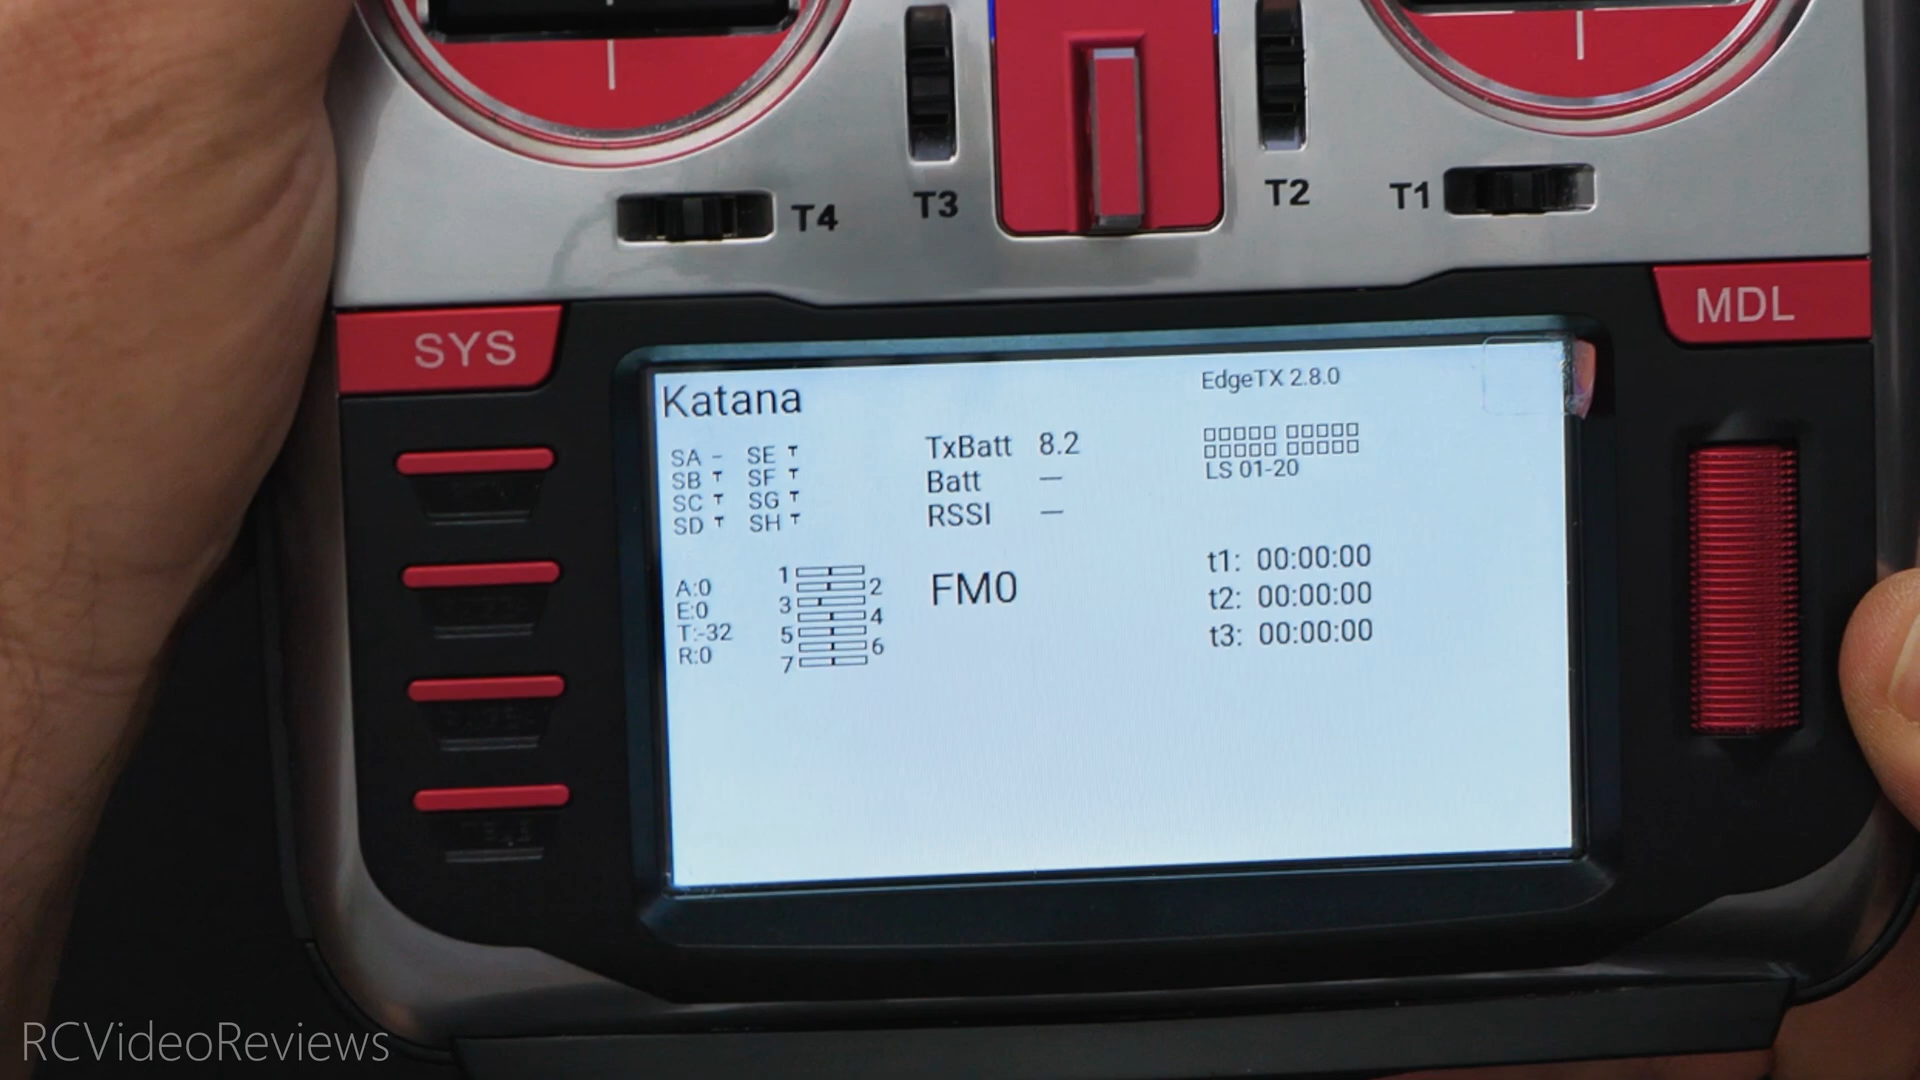 T4
T3
T2
T1
SYS
MDL
Katana
EdgeTX 2.8.0
SA - SE
SB SF
SC SG
SD SH
TxBatt 8.2
Batt —
RSSI —
LS 01-20
A:0
E:0
T:-32
R:0
1
2
3
4
5
6
7
FM0
t1: 00:00:00
t2: 00:00:00
t3: 00:00:00
RCVideoReviews